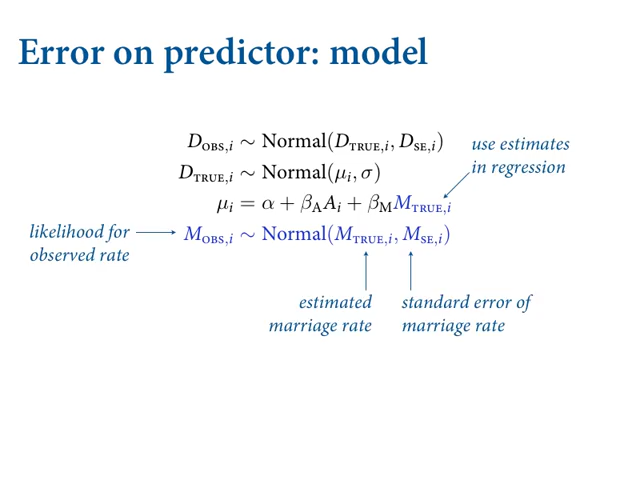 Error on predictor: model
D_OBS,i ~ Normal(D_TRUE,i, D_SE,i)
use estimates
in regression
D_TRUE,i ~ Normal(μ_i, σ)
μ_i = α + β_A A_i + β_M M_TRUE,i
likelihood for
observed rate
M_OBS,i ~ Normal(M_TRUE,i, M_SE,i)
estimated
marriage rate
standard error of
marriage rate